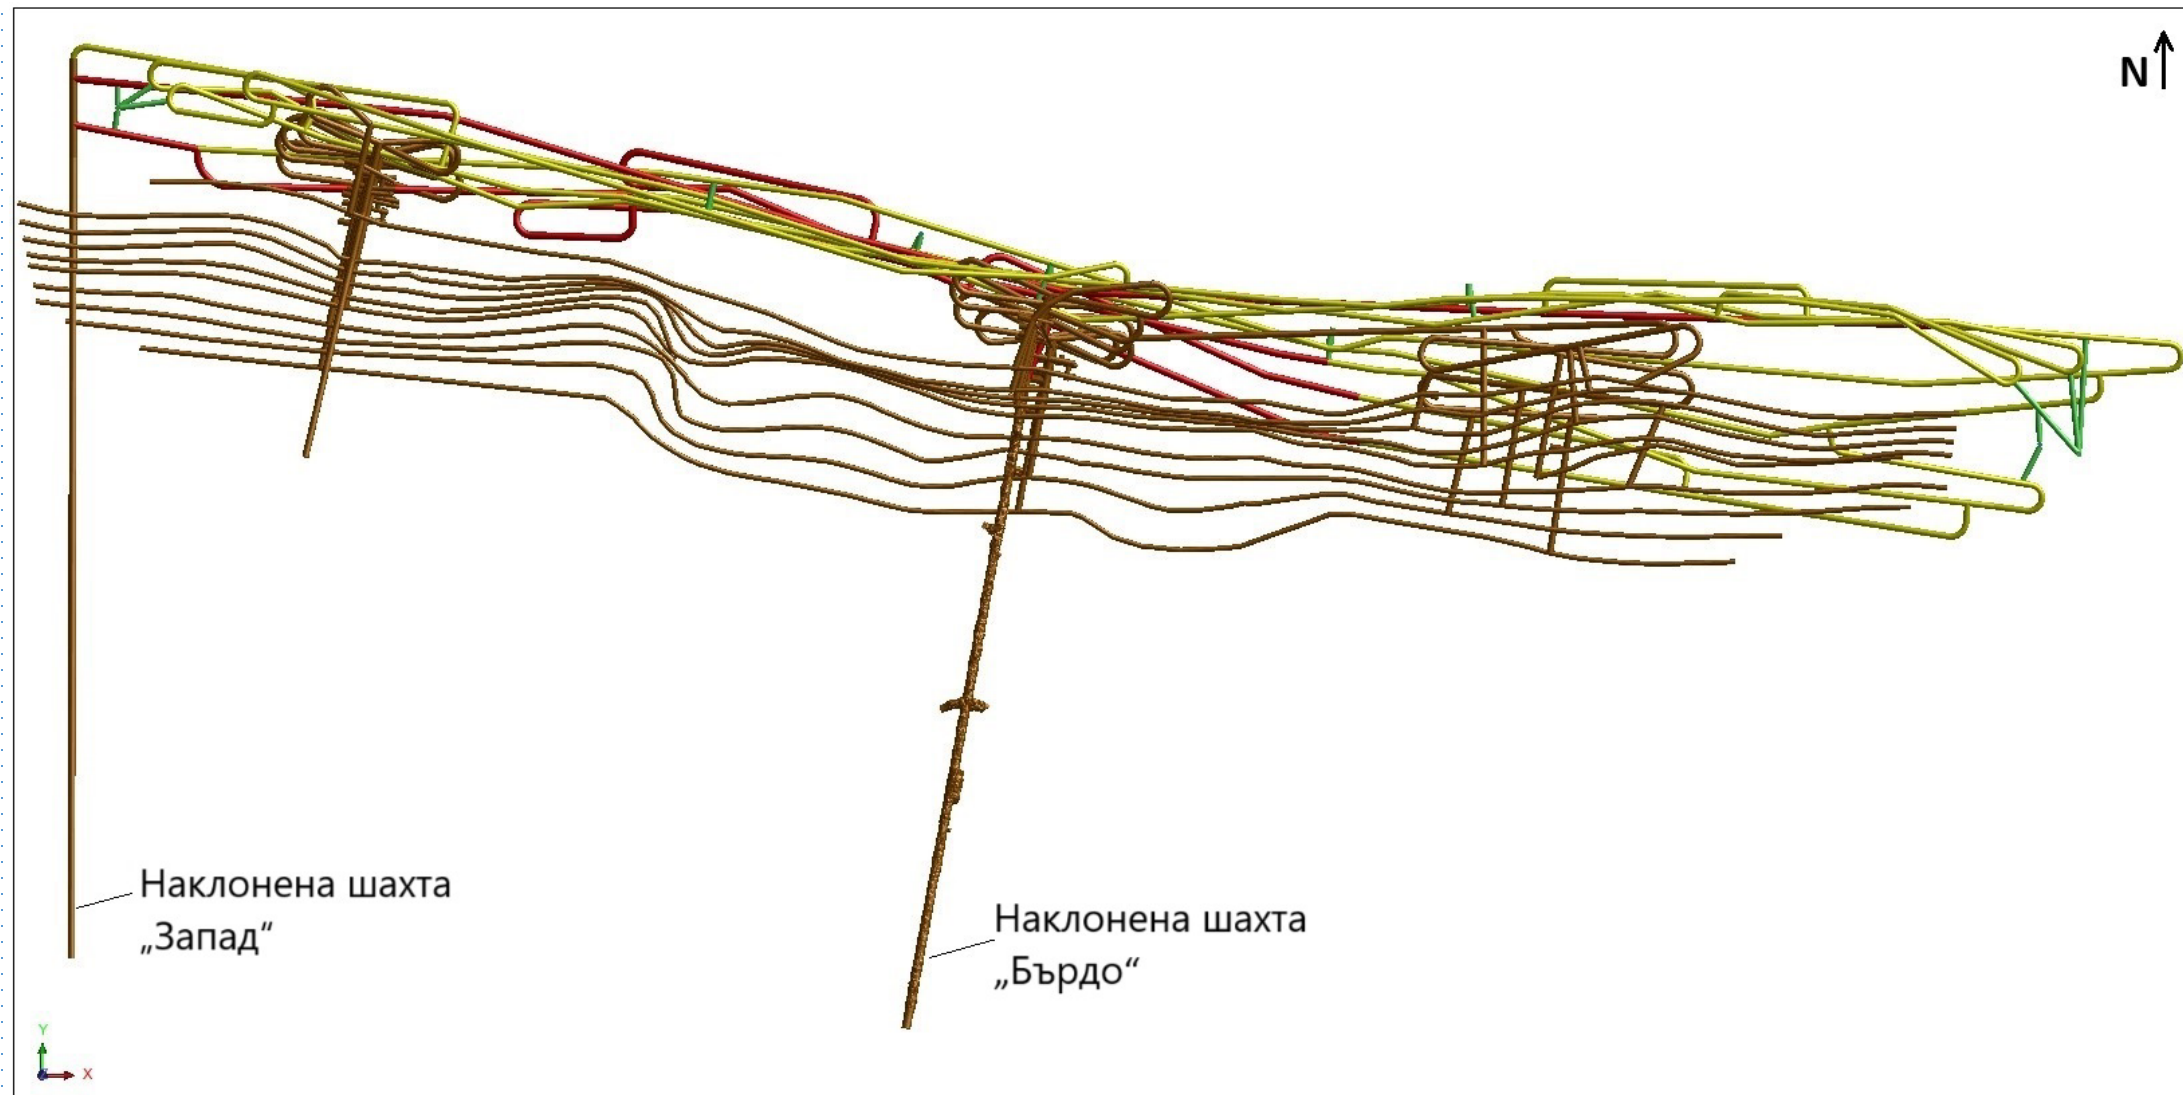 N
Наклонена шахта
„Запад“
Наклонена шахта
„Бърдо“
Y
X